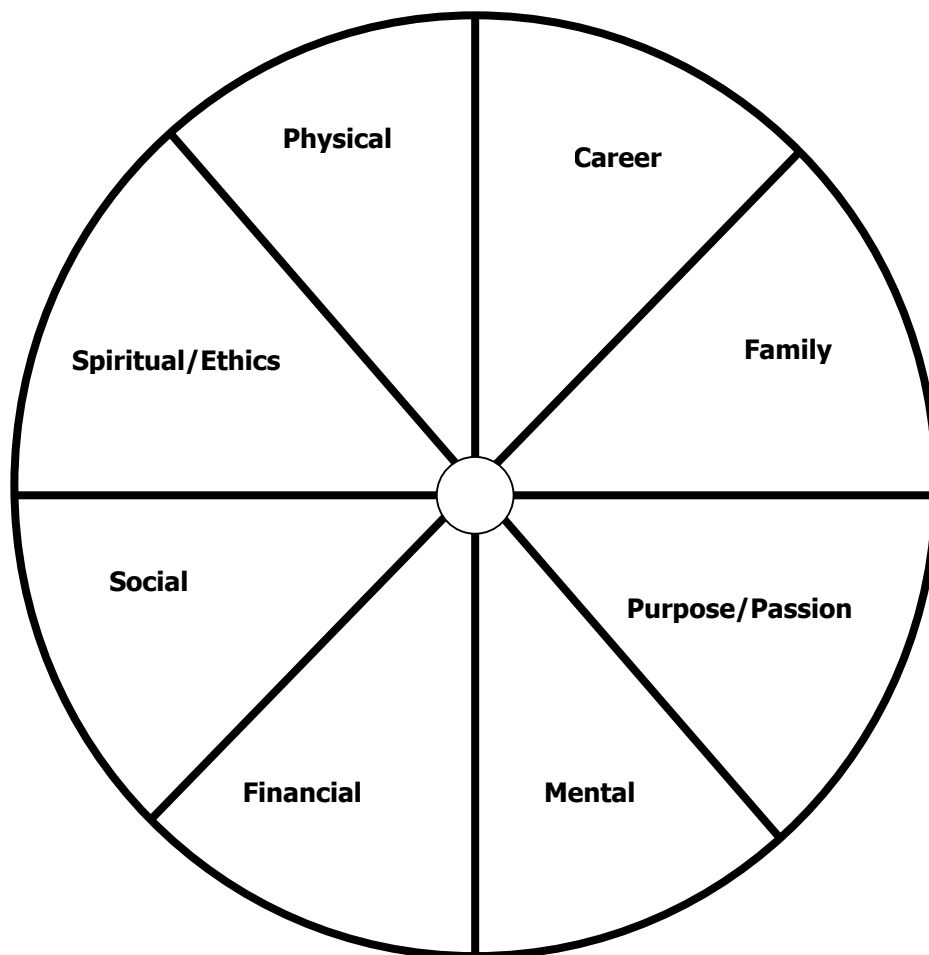 Physical
Career
Spiritual/Ethics
Family
Social
Purpose/Passion
Financial
Mental